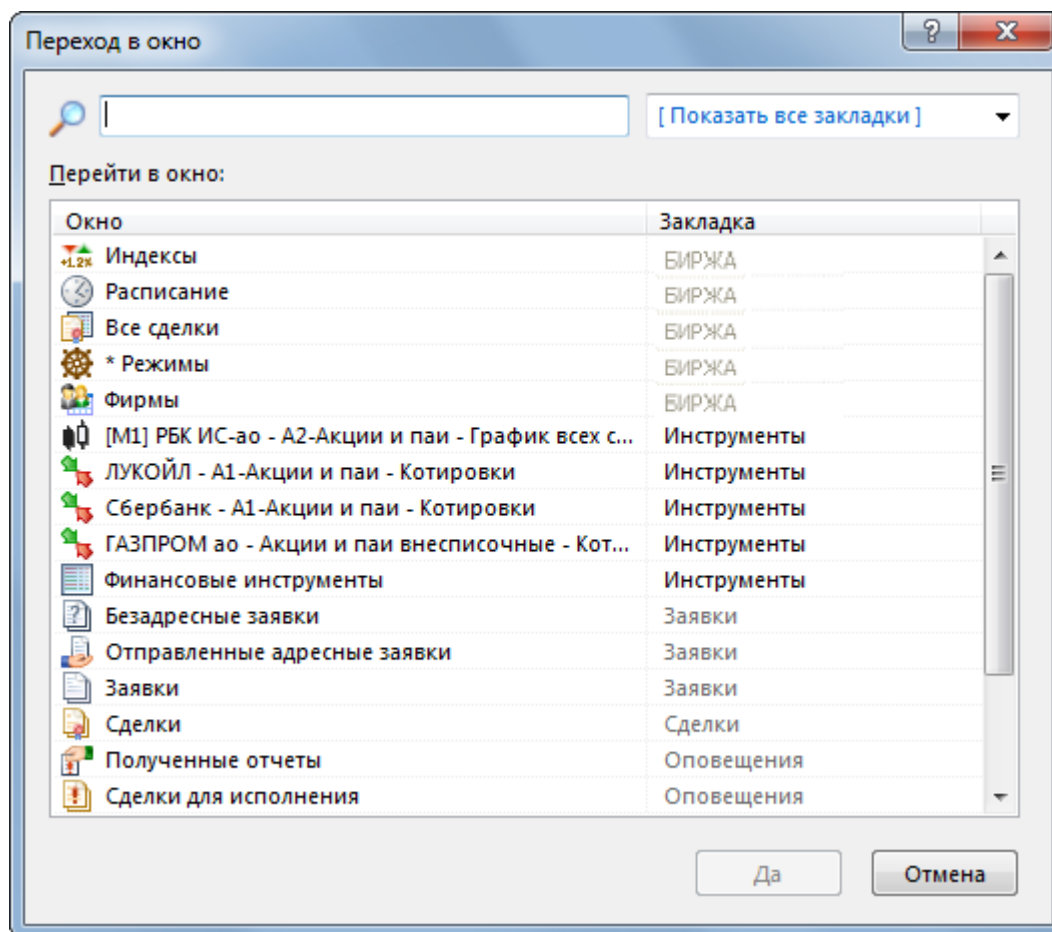 Переход в окно
[ Показать все закладки ]
Перейти в окно:
Окно Закладка
+1.2% Индексы БИРЖА
Расписание БИРЖА
Все сделки БИРЖА
* Режимы БИРЖА
Фирмы БИРЖА
[M1] РБК ИС-ао - А2-Акции и паи - График всех с... Инструменты
ЛУКОЙЛ - А1-Акции и паи - Котировки Инструменты
Сбербанк - А1-Акции и паи - Котировки Инструменты
ГАЗПРОМ ао - Акции и паи внесписочные - Кот... Инструменты
Финансовые инструменты Инструменты
Безадресные заявки Заявки
Отправленные адресные заявки Заявки
Заявки Заявки
Сделки Сделки
Полученные отчеты Оповещения
Сделки для исполнения Оповещения
Да Отмена